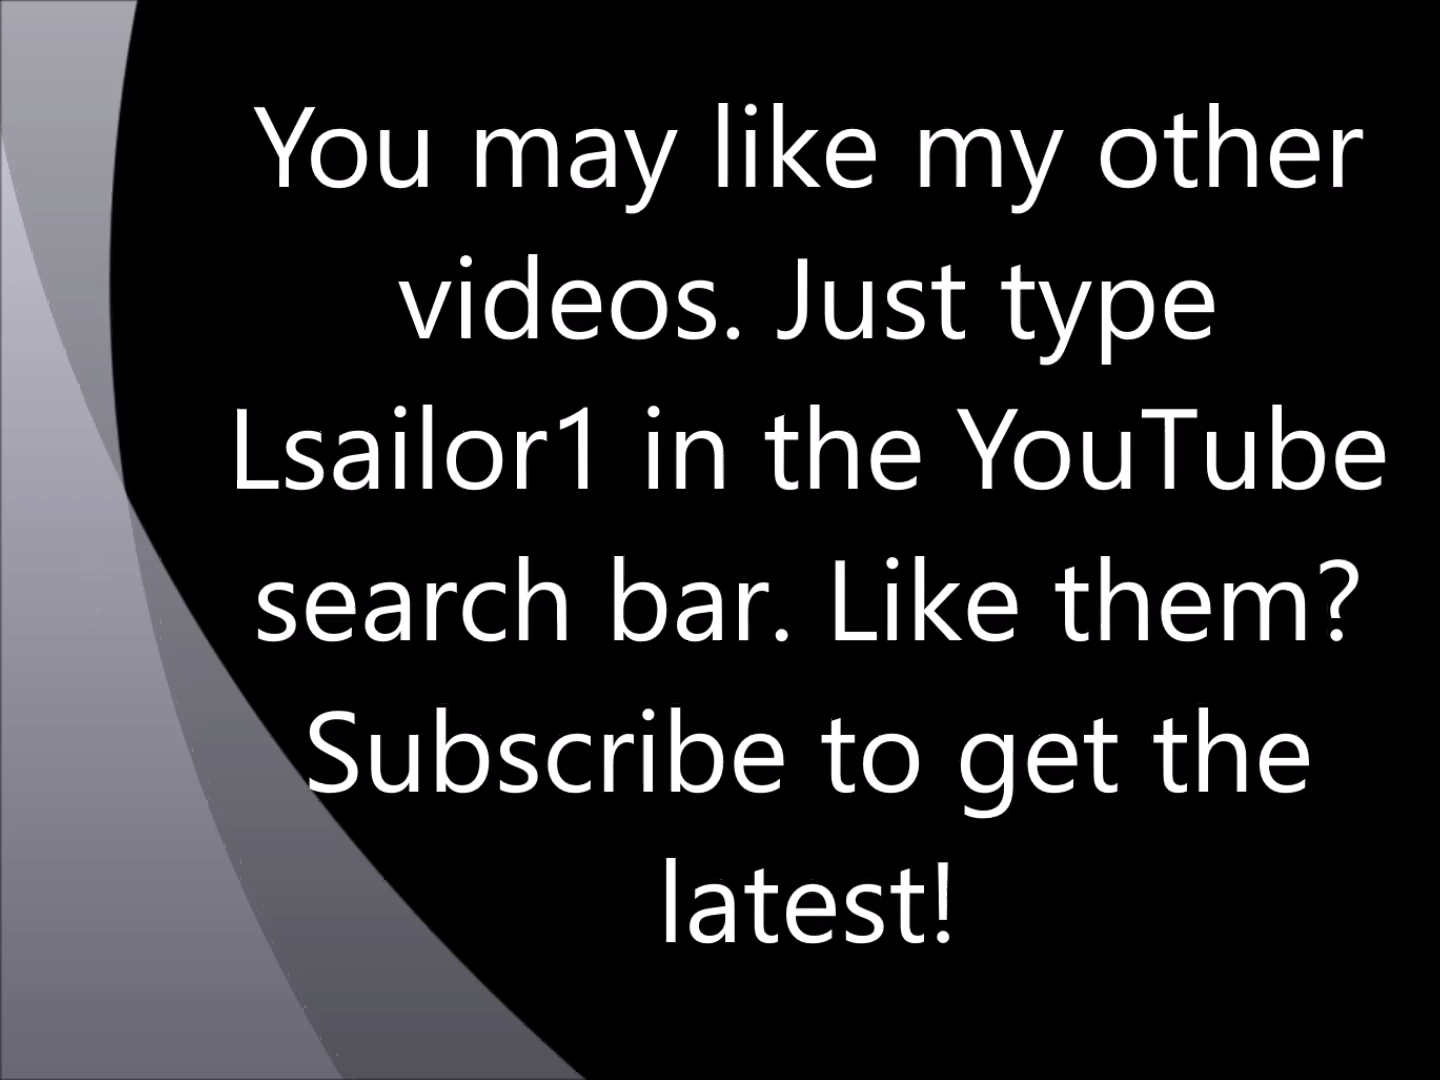 You may like my other
videos. Just type
Lsailor1 in the YouTube
search bar. Like them?
Subscribe to get the
latest!